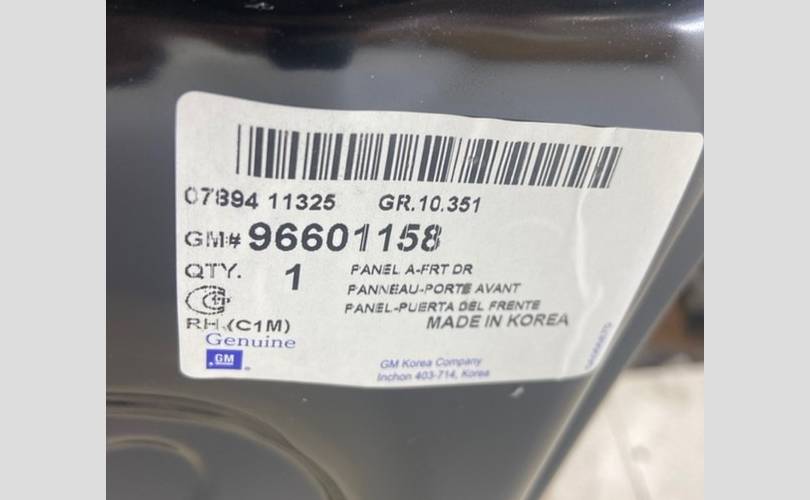 07894 11325 GR.10.351
GM# 96601158
QTY. 1 PANEL A-FRT DR
PANNEAU-PORTE AVANT
PANEL-PUERTA DEL FRENTE
RH (C1M) MADE IN KOREA
Genuine
GM
GM Korea Company
Inchon 403-714, Korea